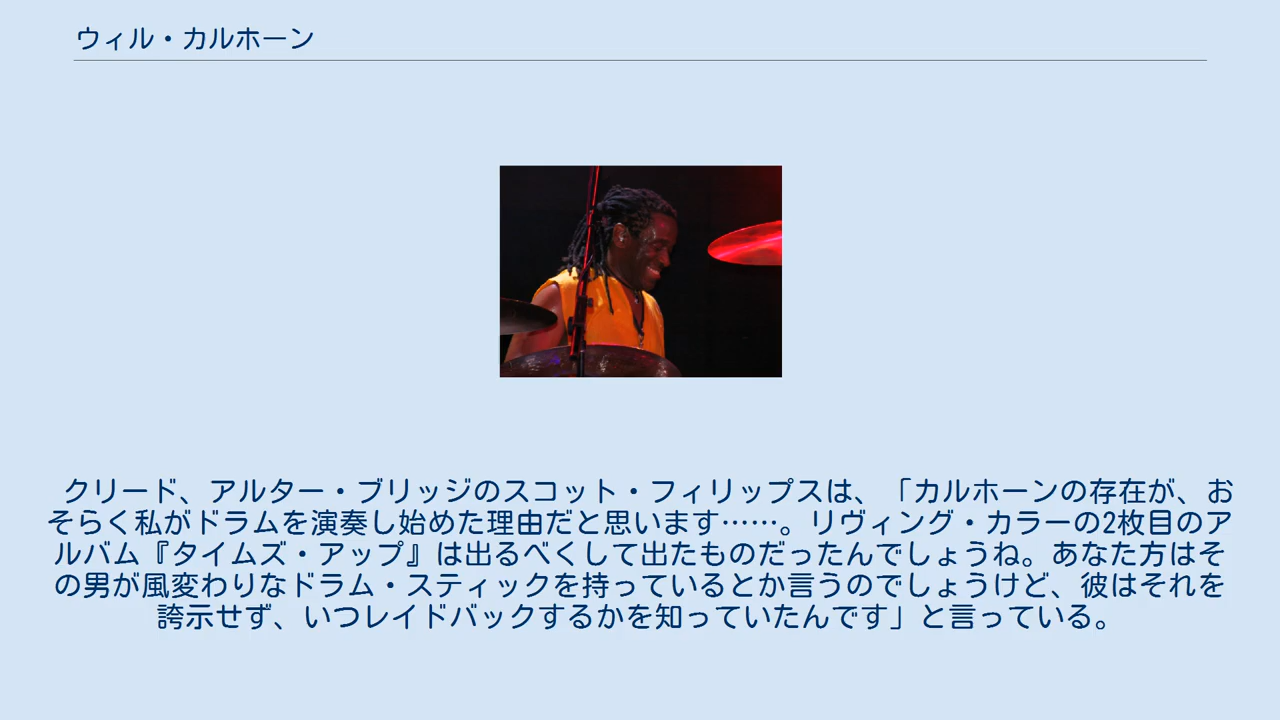 ウィル・カルホーン
クリード、アルター・ブリッジのスコット・フィリップスは、「カルホーンの存在が、お
そらく私がドラムを演奏し始めた理由だと思います……。リヴィング・カラーの2枚目のア
ルバム『タイムズ・アップ』は出るべくして出たものだったんでしょうね。あなた方はそ
の男が風変わりなドラム・スティックを持っているとか言うのでしょうけど、彼はそれを
誇示せず、いつレイドバックするかを知っていたんです」と言っている。